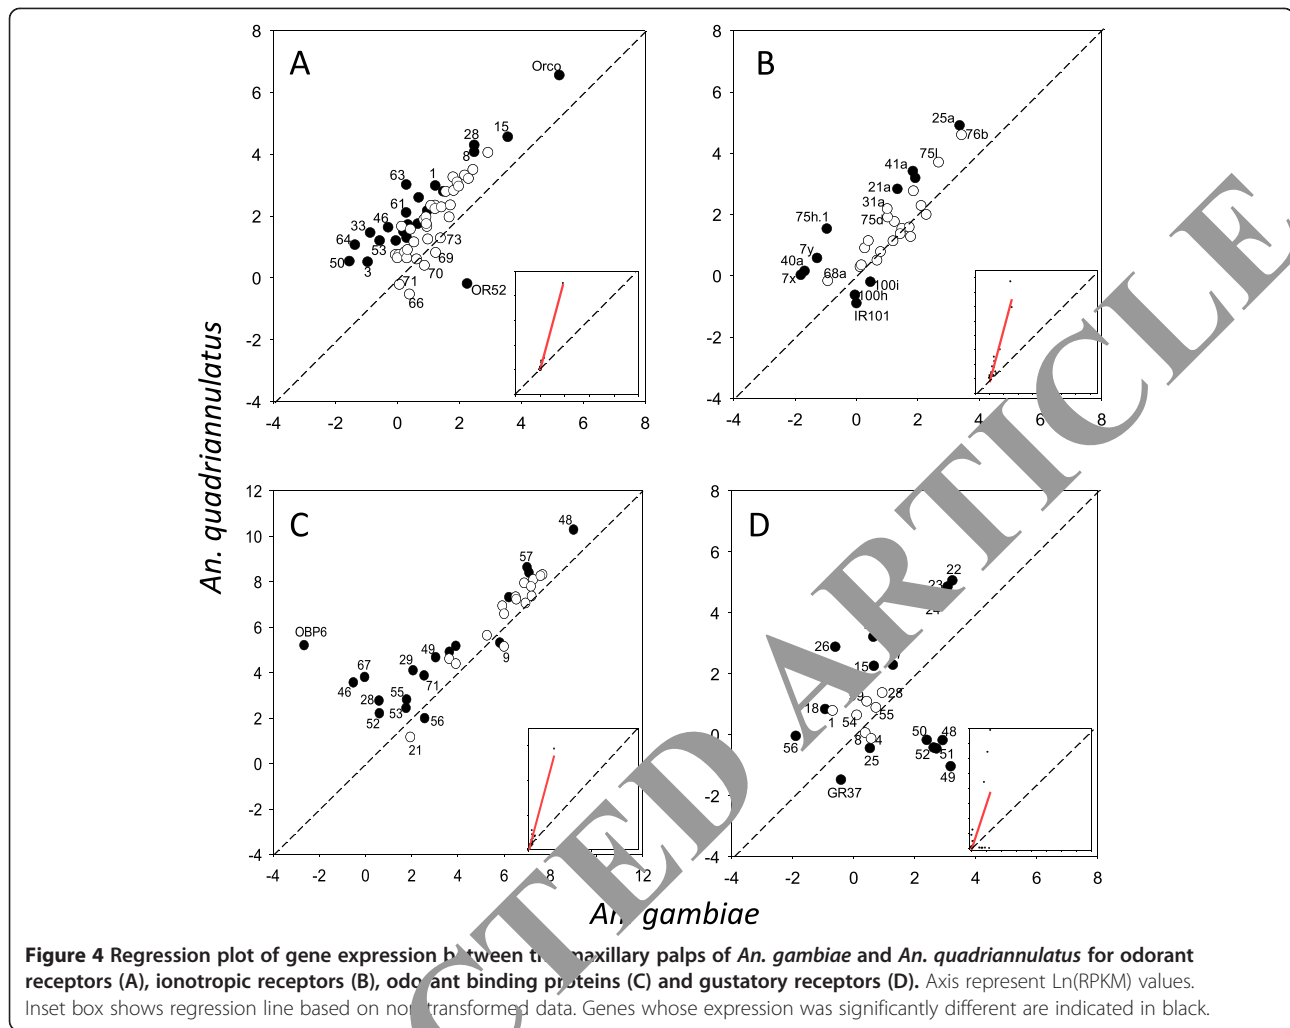 A
8
6
4
2
0
-2
-4
-4 -2 0 2 4 6 8
Orco
15
28
8
1
63
61
46
33
64
53
50
3
73
69
70
71
66
OR52
B
8
6
4
2
0
-2
-4
-4 -2 0 2 4 6 8
25a
76b
75l
41a
21a
31a
75d
75h.1
7y
40a
7x
68a
100i
100h
IR101
An. quadriannulatus
C
12
10
8
6
4
2
0
-2
-4
-4 -2 0 2 4 6 8 12
48
57
OBP6
49
9
67
29
46
71
28
55
53
52
56
21
D
8
6
4
2
0
-2
-4
-4 -2 0 2 4 6 8
22
23
24
26
15
18
1
28
55
54
8
4
56
25
GR37
50
48
52
51
49
An. gambiae
CTED ARTICLE
Figure 4 Regression plot of gene expression between the maxillary palps of An. gambiae and An. quadriannulatus for odorant
receptors (A), ionotropic receptors (B), odorant binding proteins (C) and gustatory receptors (D). Axis represent Ln(RPKM) values.
Inset box shows regression line based on non transformed data. Genes whose expression was significantly different are indicated in black.